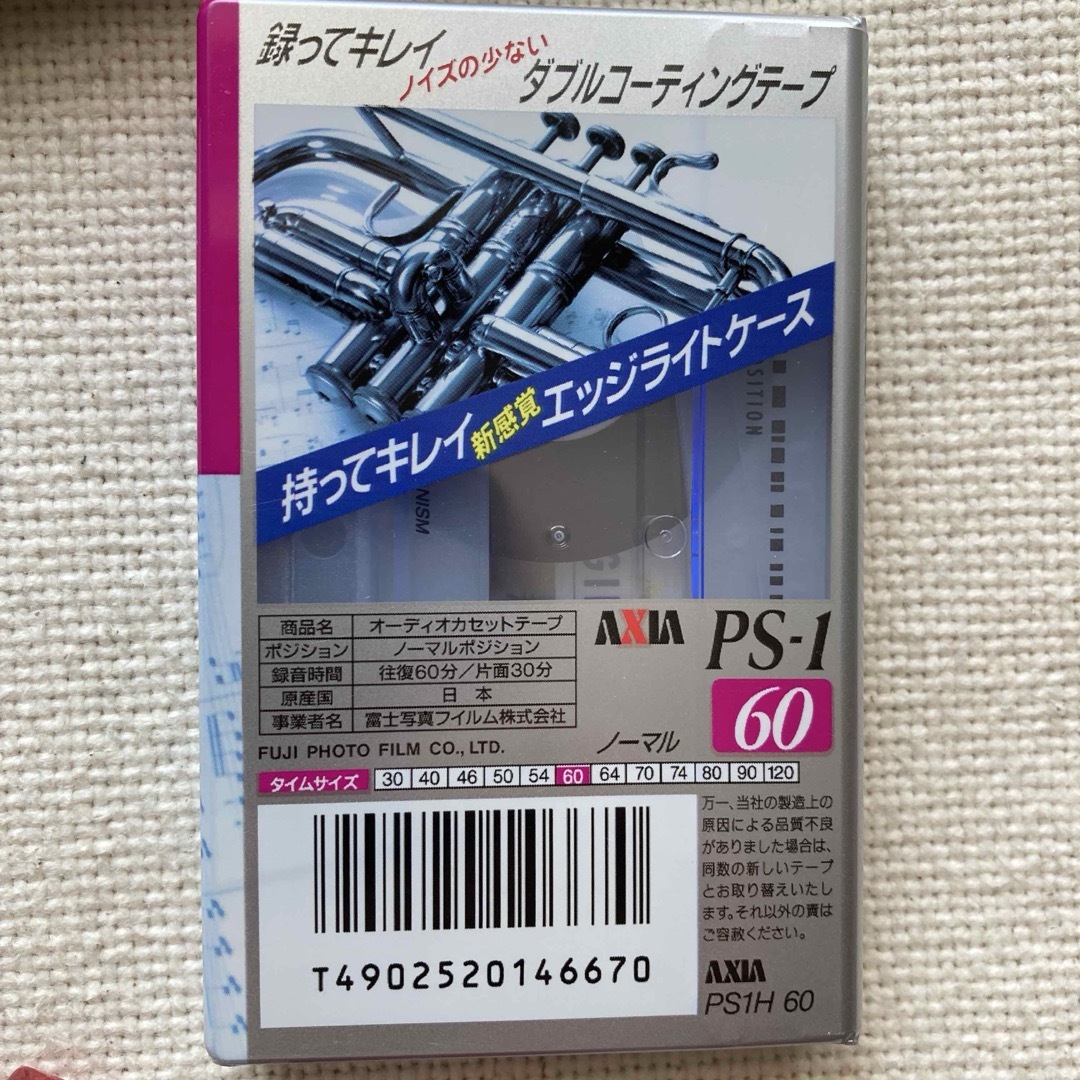 録ってキレイ
ノイズの少ない
ダブルコーティングテープ
持ってキレイ 新感覚 エッジライトケース
SITION
NISM
商品名 オーディオカセットテープ
ポジション ノーマルポジション
録音時間 往復60分/片面30分
原産国 日本
事業者名 富士写真フイルム株式会社
FUJI PHOTO FILM CO., LTD.
AXIA PS-1
60
ノーマル
タイムサイズ 30 40 46 50 54 60 64 70 74 80 90 120
万一、当社の製造上の
原因による品質不良
がありました場合は、
同数の新しいテープ
とお取り替えいたし
ます。それ以外の責は
ご容赦ください。
T4902520146670
AXIA
PS1H 60